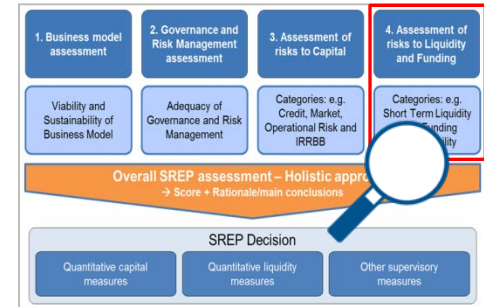 1. Business model
assessment
2. Governance and
Risk Management
assessment
3. Assessment of
risks to Capital
4. Assessment of
risks to Liquidity
and Funding
Viability and
Sustainability of
Business Model
Adequacy of
Governance and Risk
Management
Categories: e.g.
Credit, Market,
Operational Risk and
IRRBB
Categories: e.g.
Short Term Liquidity
Funding
Overall SREP assessment – Holistic
→ Score + Rationale/main conclusions
SREP Decision
Quantitative capital
measures
Quantitative liquidity
measures
Other supervisory
measures